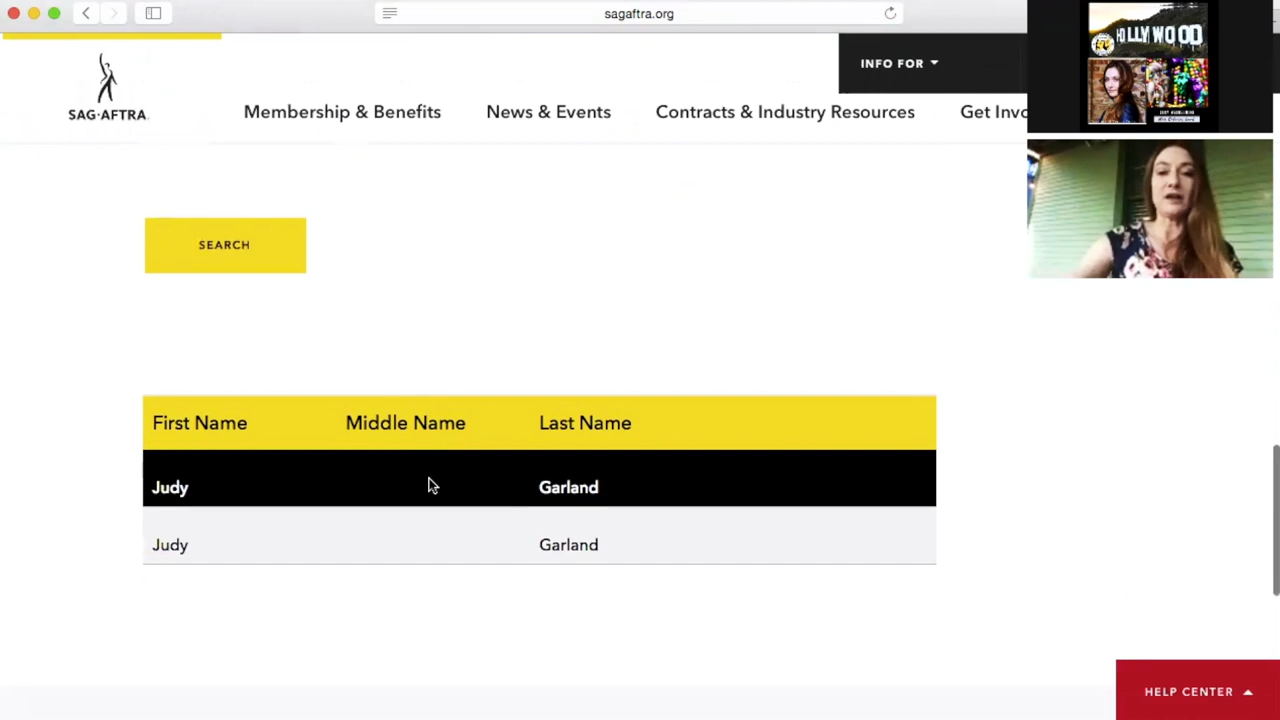 sagaftra.org
INFO FOR
SAG·AFTRA
Membership & Benefits
News & Events
Contracts & Industry Resources
Get Invo
HOLLYWOOD
SEARCH
First Name Middle Name Last Name
Judy Garland
Judy Garland
HELP CENTER